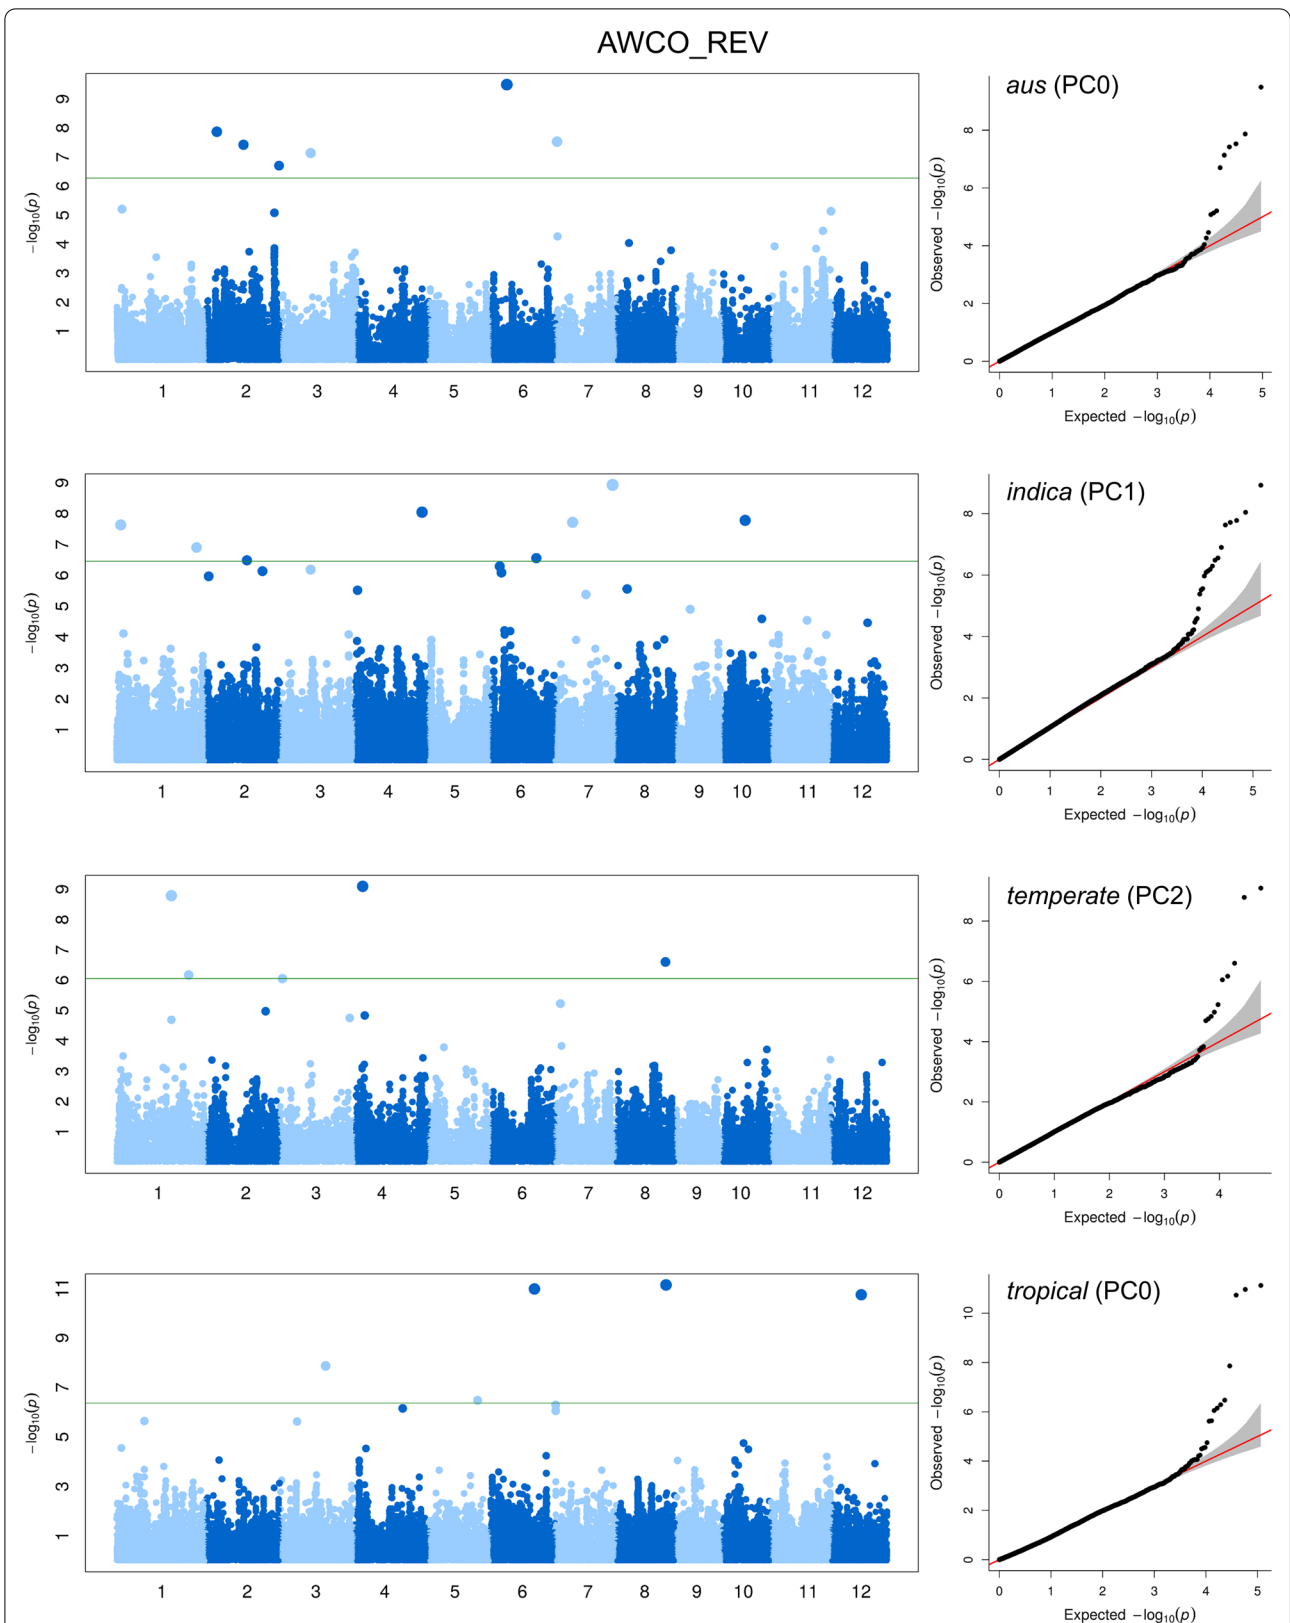 AWCO_REV
9
8
7
6
5
4
3
2
1
−log10(p)
1 2 3 4 5 6 7 8 9 10 11 12
aus (PC0)
8
6
4
2
0
Observed −log10(p)
0 1 2 3 4 5
Expected −log10(p)
9
8
7
6
5
4
3
2
1
−log10(p)
1 2 3 4 5 6 7 8 9 10 11 12
indica (PC1)
8
6
4
2
0
Observed −log10(p)
0 1 2 3 4 5
Expected −log10(p)
9
8
7
6
5
4
3
2
1
−log10(p)
1 2 3 4 5 6 7 8 9 10 11 12
temperate (PC2)
8
6
4
2
0
Observed −log10(p)
0 1 2 3 4
Expected −log10(p)
11
9
7
5
3
1
−log10(p)
1 2 3 4 5 6 7 8 9 10 11 12
tropical (PC0)
10
8
6
4
2
0
Observed −log10(p)
0 1 2 3 4 5
Expected −log10(p)